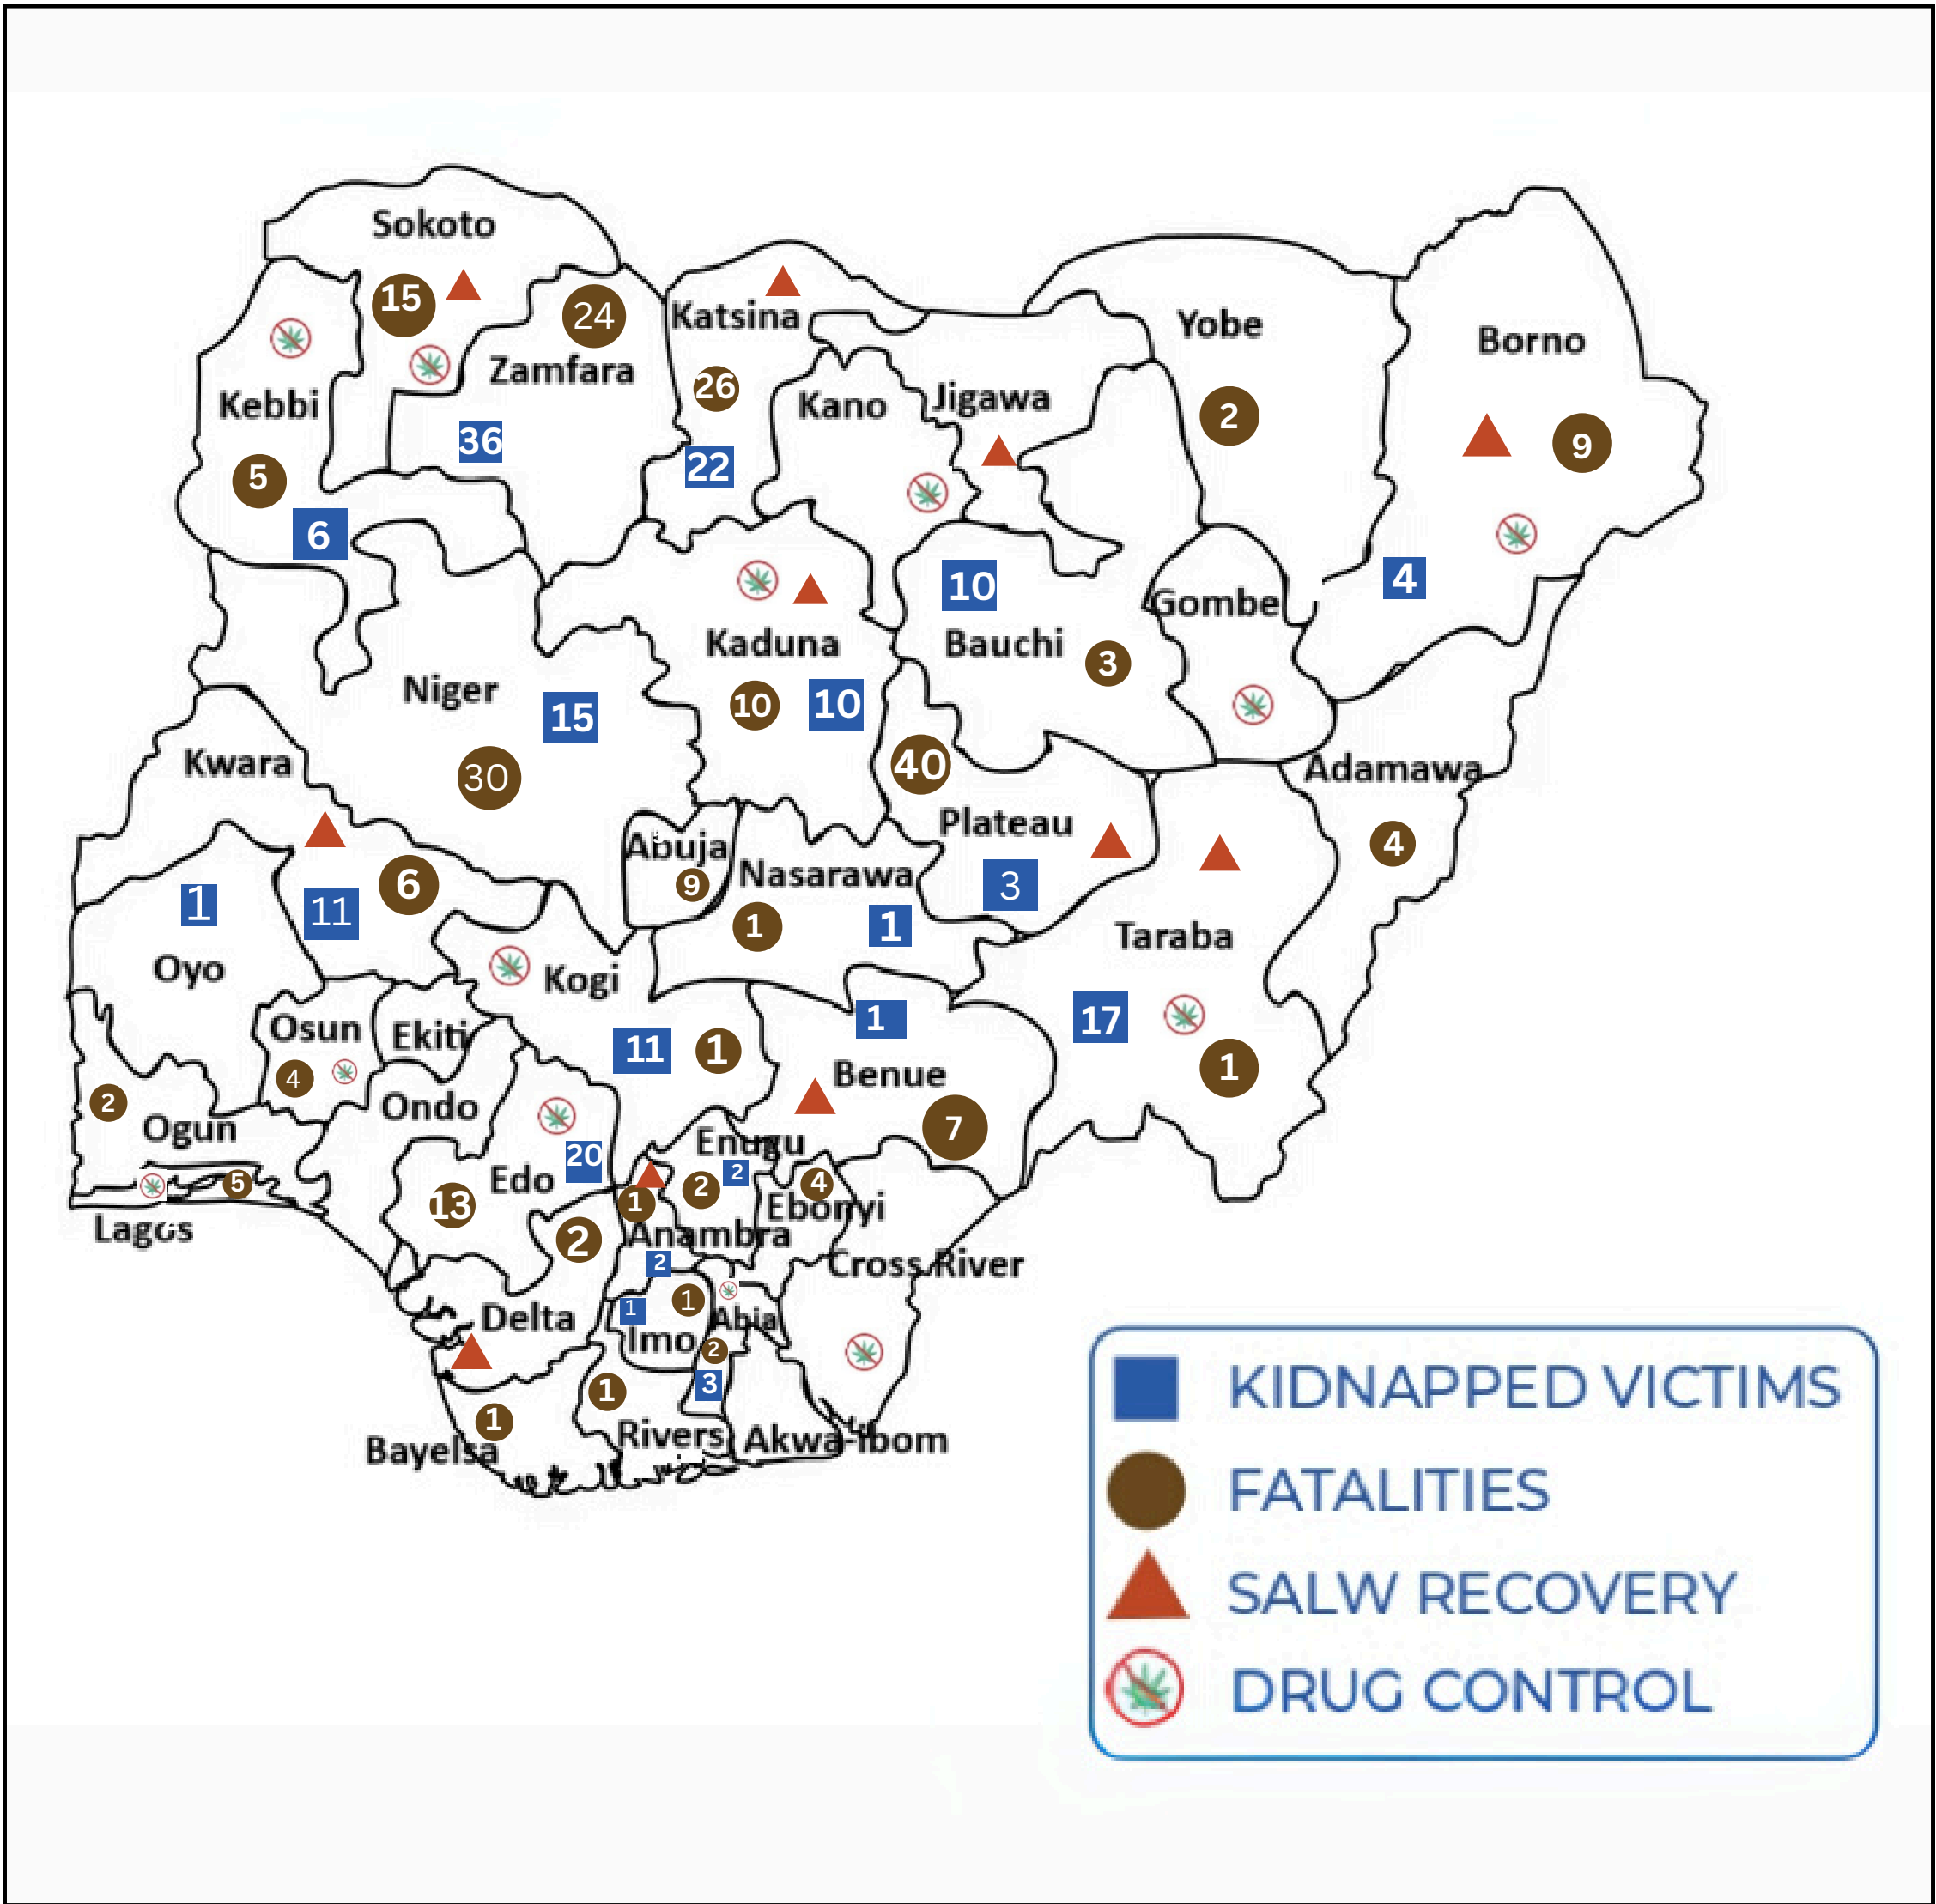 Sokoto
15
24
Katsina
Yobe
Borno
Zamfara
Kebbi
26
Kano
Jigawa
2
9
36
22
5
6
10
4
Gombe
Kaduna
Bauchi
3
Niger
15
10
10
30
40
Kwara
Adamawa
Plateau
4
Abuja
9
Nasarawa
3
6
1
11
1
1
Taraba
Oyo
Kogi
1
17
Osun
Ekiti
11
1
Benue
1
4
2
Ondo
Ogun
7
Enugu
20
2
Edo
2
4
5
13
1
Ebonyi
Lagos
2
Anambra
Cross River
2
1
1
Delta
Abia
Imo
2
1
3
1
Bayelsa
Rivers
Akwa-Ibom
KIDNAPPED VICTIMS
FATALITIES
SALW RECOVERY
DRUG CONTROL